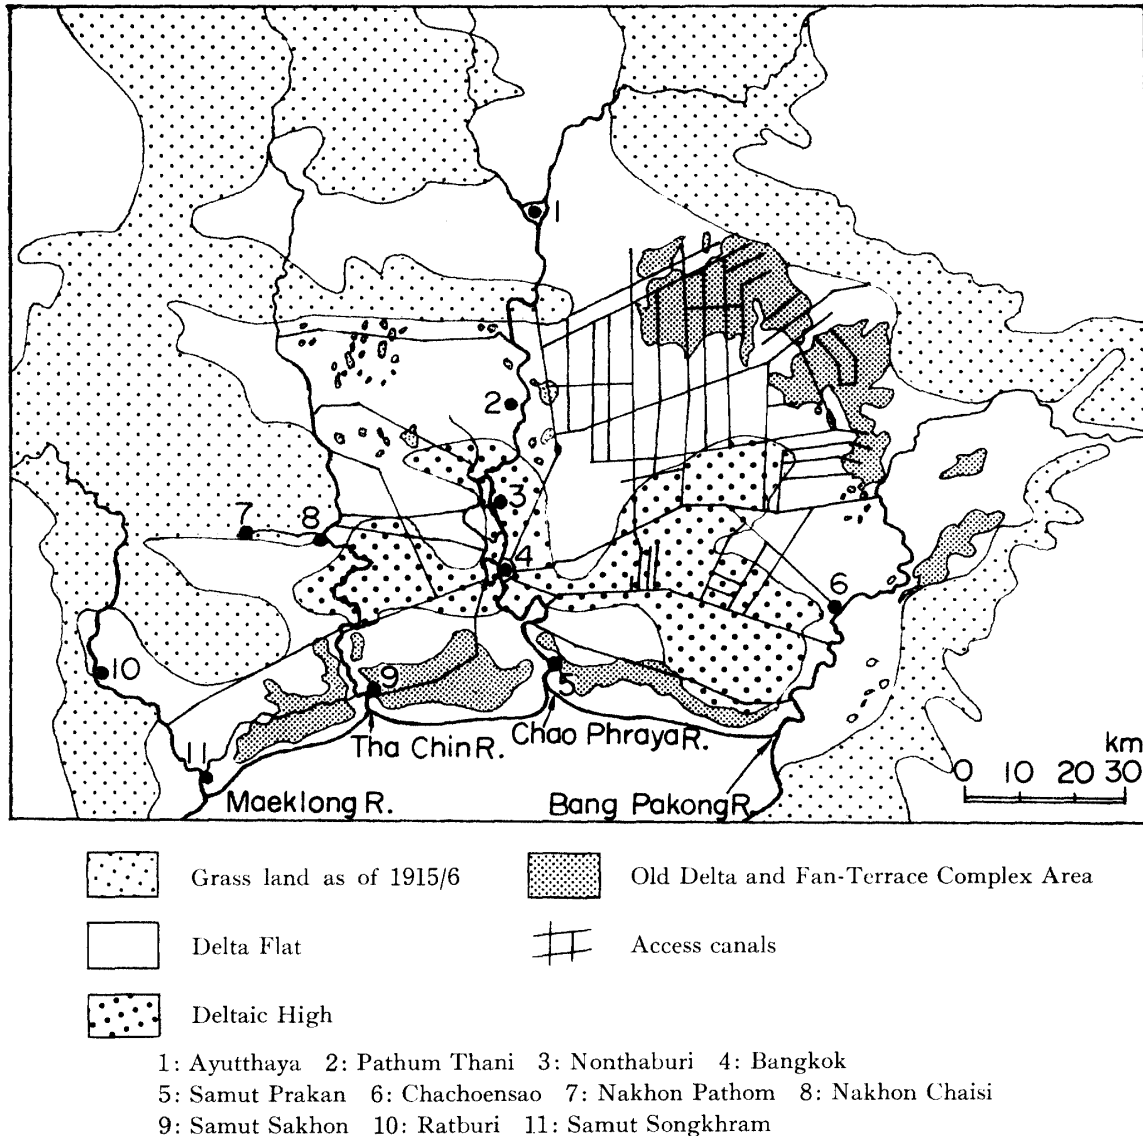 1
2
3
7
8
4
6
10
9
5
11
Tha Chin R.
Chao Phraya R.
Maeklong R.
Bang Pakong R.
km
0 10 20 30
Grass land as of 1915/6
Old Delta and Fan-Terrace Complex Area
Delta Flat
Access canals
Deltaic High
1: Ayutthaya 2: Pathum Thani 3: Nonthaburi 4: Bangkok
5: Samut Prakan 6: Chachoensao 7: Nakhon Pathom 8: Nakhon Chaisi
9: Samut Sakhon 10: Ratburi 11: Samut Songkhram